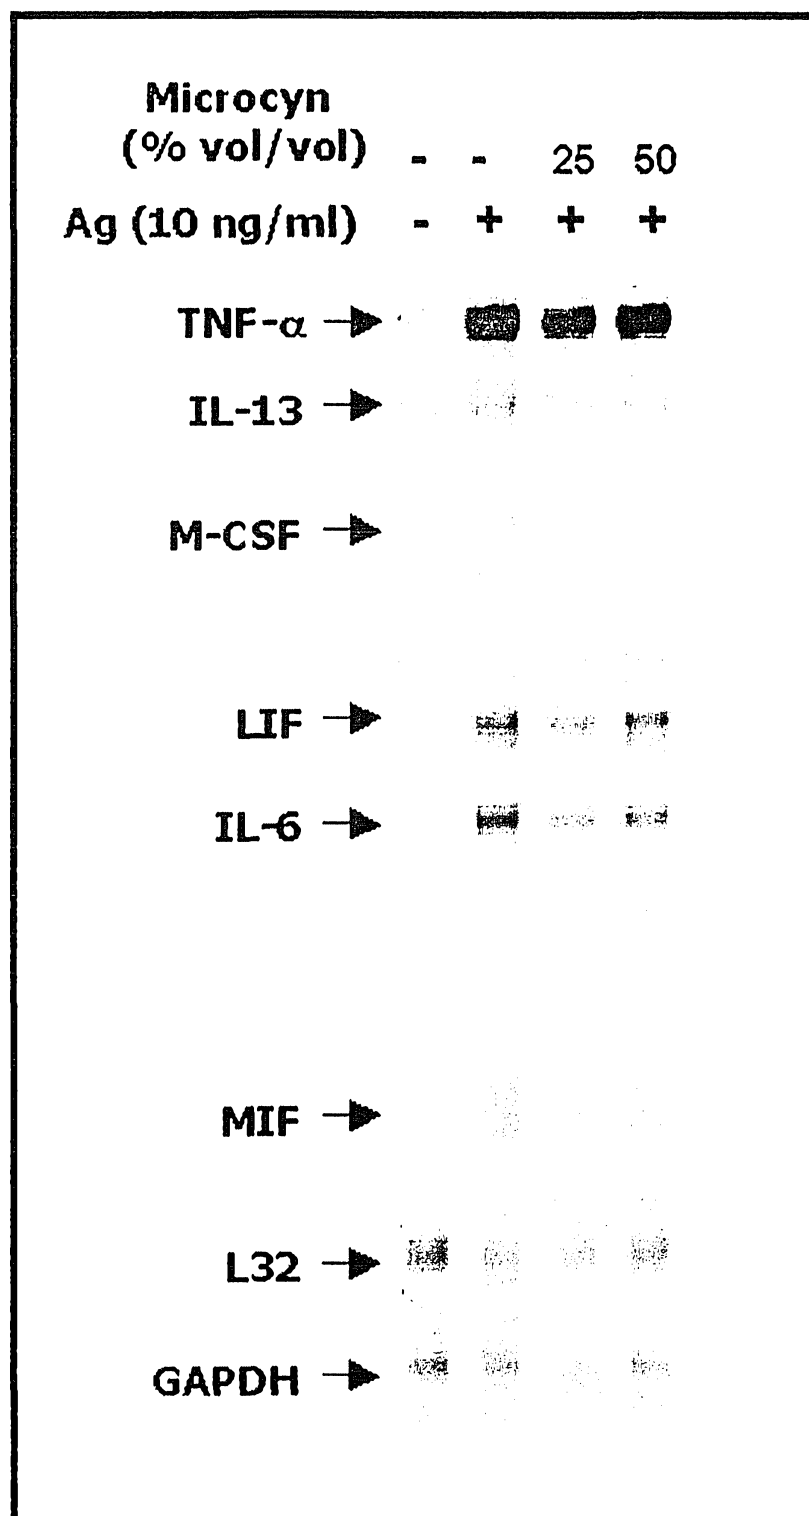 Microcyn
(% vol/vol) - - 25 50
Ag (10 ng/ml) - + + +
TNF-α
IL-13
M-CSF
LIF
IL-6
MIF
L32
GAPDH